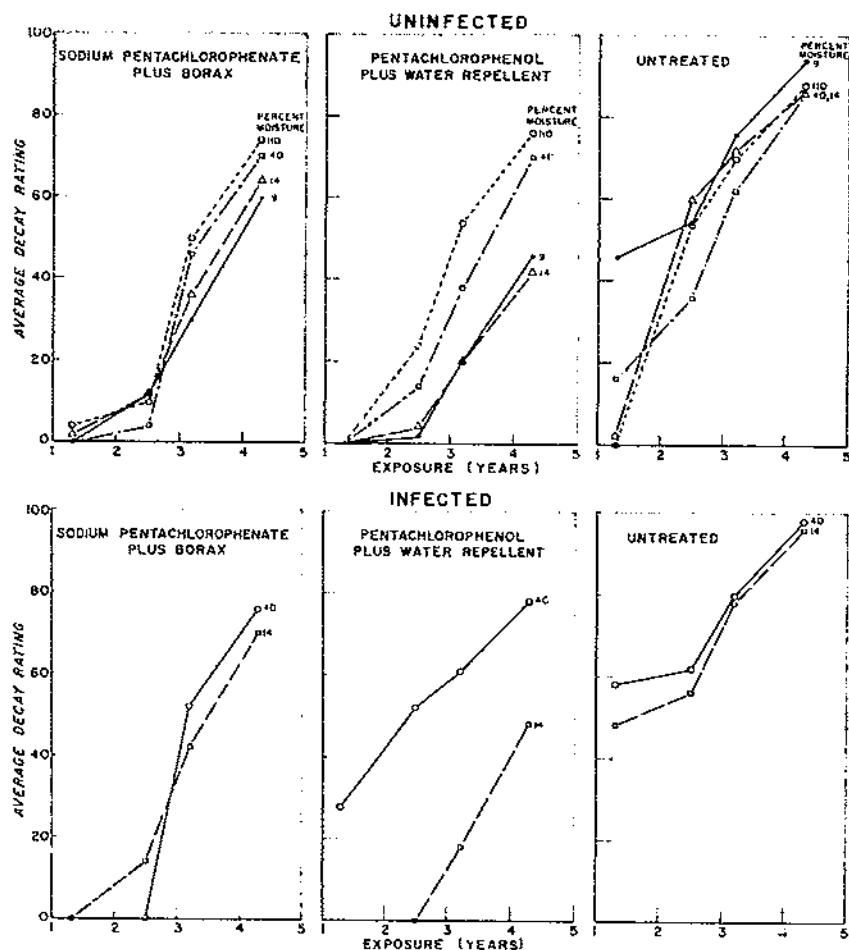 UNINFECTED
100
80
60
40
20
0
AVERAGE DECAY RATING
SODIUM PENTACHLOROPHENATE
PLUS BORAX
PERCENT
MOISTURE
110
40
14
9
1 2 3 4 5
PENTACHLOROPHENOL
PLUS WATER REPELLENT
PERCENT
MOISTURE
110
9
14
1 2 3 4 5
EXPOSURE (YEARS)
UNTREATED
PERCENT
MOISTURE
9
110
40,14
1 2 3 4 5
INFECTED
100
80
60
40
20
0
AVERAGE DECAY RATING
SODIUM PENTACHLOROPHENATE
PLUS BORAX
40
14
1 2 3 4 5
PENTACHLOROPHENOL
PLUS WATER REPELLENT
14
1 2 3 4 5
EXPOSURE (YEARS)
UNTREATED
40
14
1 2 3 4 5